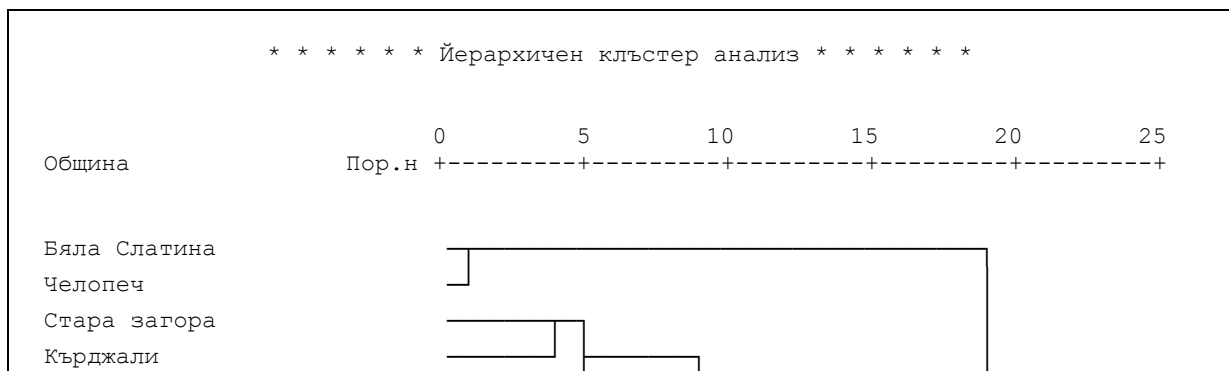 * * * * * * Йерархичен клъстер анализ * * * * * *
0 5 10 15 20 25
Община Пор.н +---------+---------+---------+---------+---------+
Бяла Слатина
Челопеч
Стара загора
Кърджали